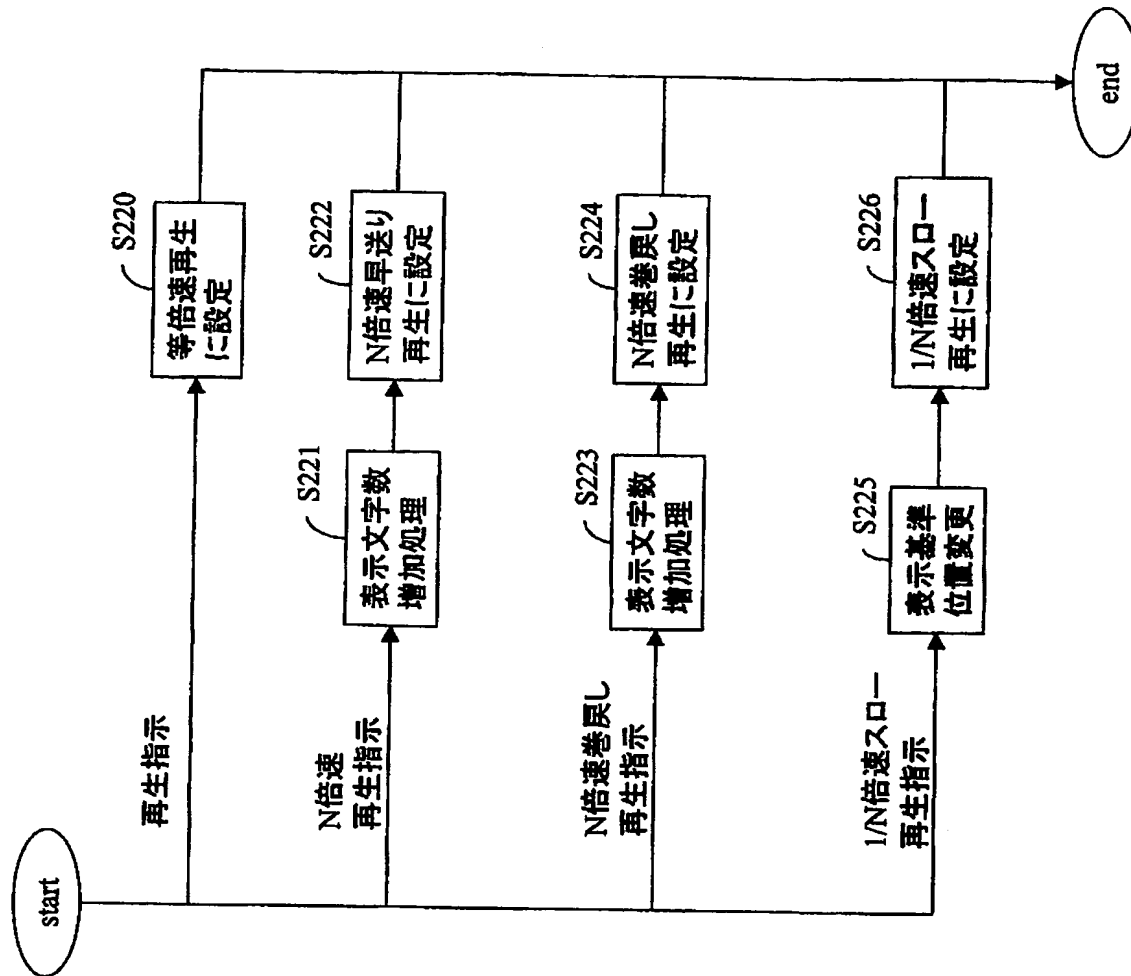 start
再生指示
N倍速
再生指示
N倍速巻戻し
再生指示
1/N倍速スロー
再生指示
S221
表示文字数
増加処理
S223
表示文字数
増加処理
S225
表示基準
位置変更
S220
等倍速再生
に設定
S222
N倍速早送り
再生に設定
S224
N倍速巻戻し
再生に設定
S226
1/N倍速スロー
再生に設定
end